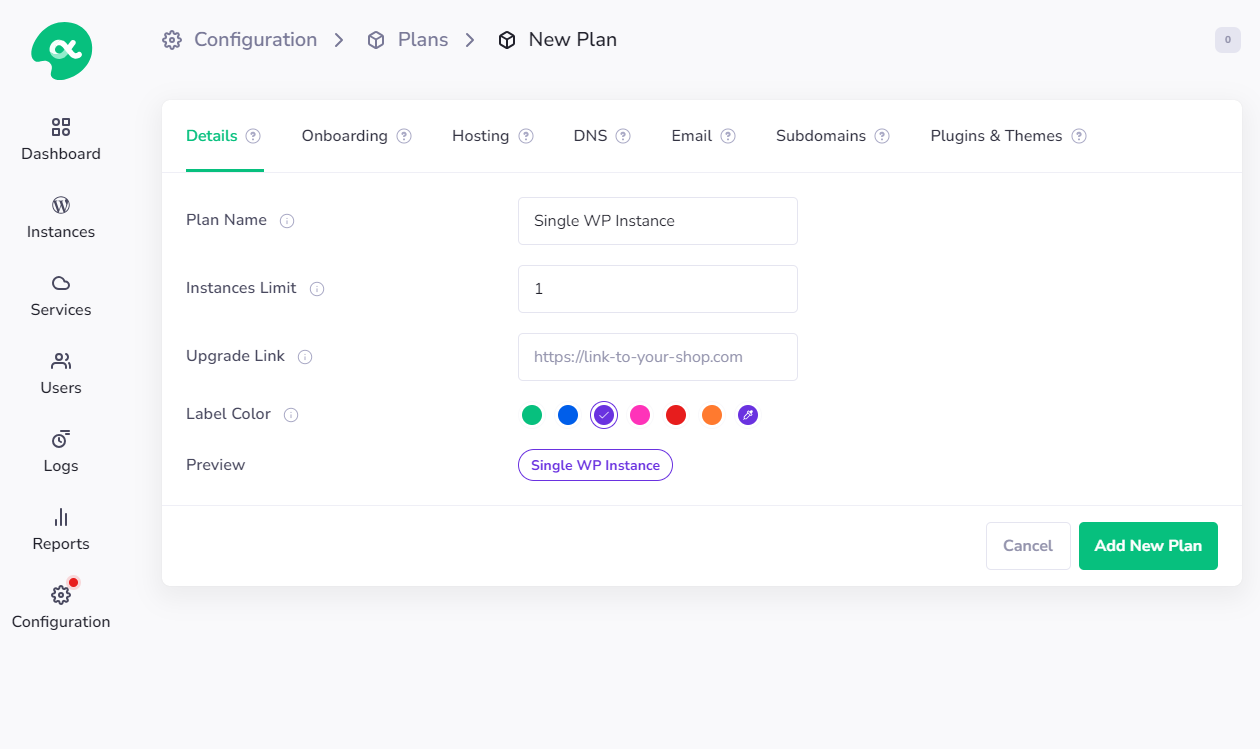 Configuration > Plans > New Plan
0
Dashboard
Instances
Services
Users
Logs
Reports
Configuration
Details ? Onboarding ? Hosting ? DNS ? Email ? Subdomains ? Plugins & Themes ?
Plan Name i Single WP Instance
Instances Limit i 1
Upgrade Link i https://link-to-your-shop.com
Label Color i
Preview Single WP Instance
Cancel Add New Plan